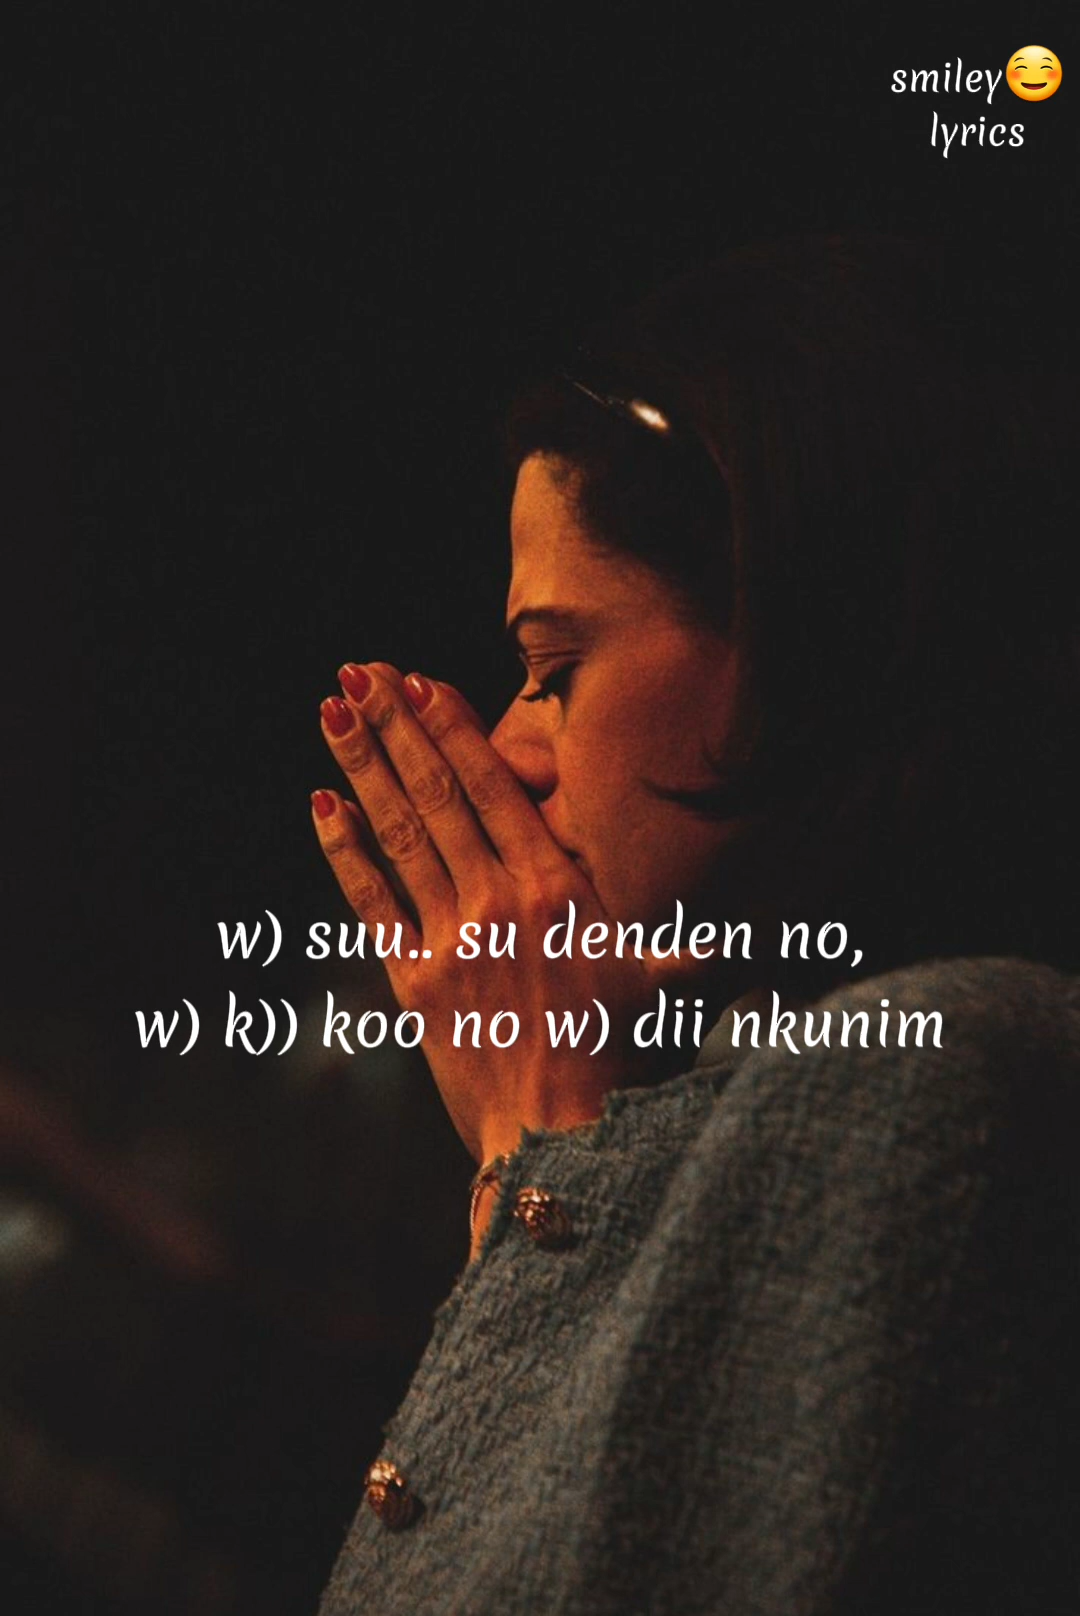 smiley😊
lyrics
w) suu.. su denden no,
w) k)) koo no w) dii nkunim